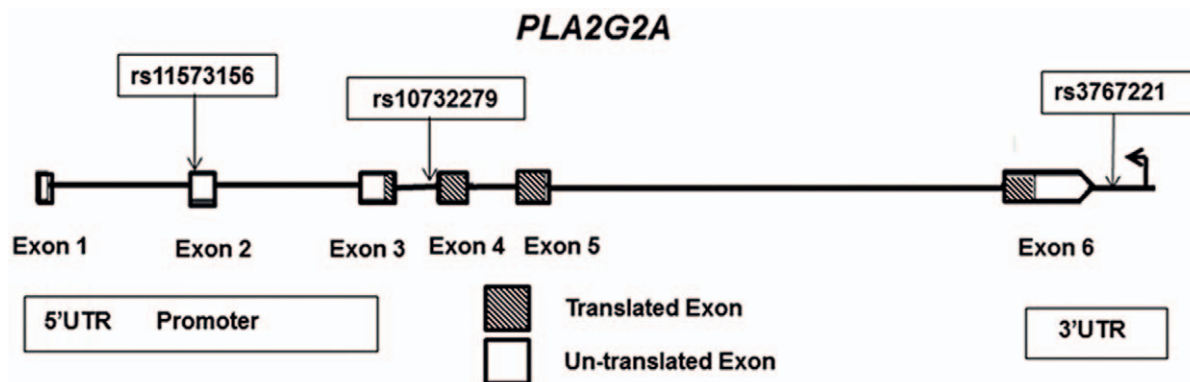 PLA2G2A
rs11573156
rs10732279
rs3767221
Exon 1
Exon 2
Exon 3
Exon 4
Exon 5
Exon 6
5'UTR Promoter
Translated Exon
Un-translated Exon
3'UTR